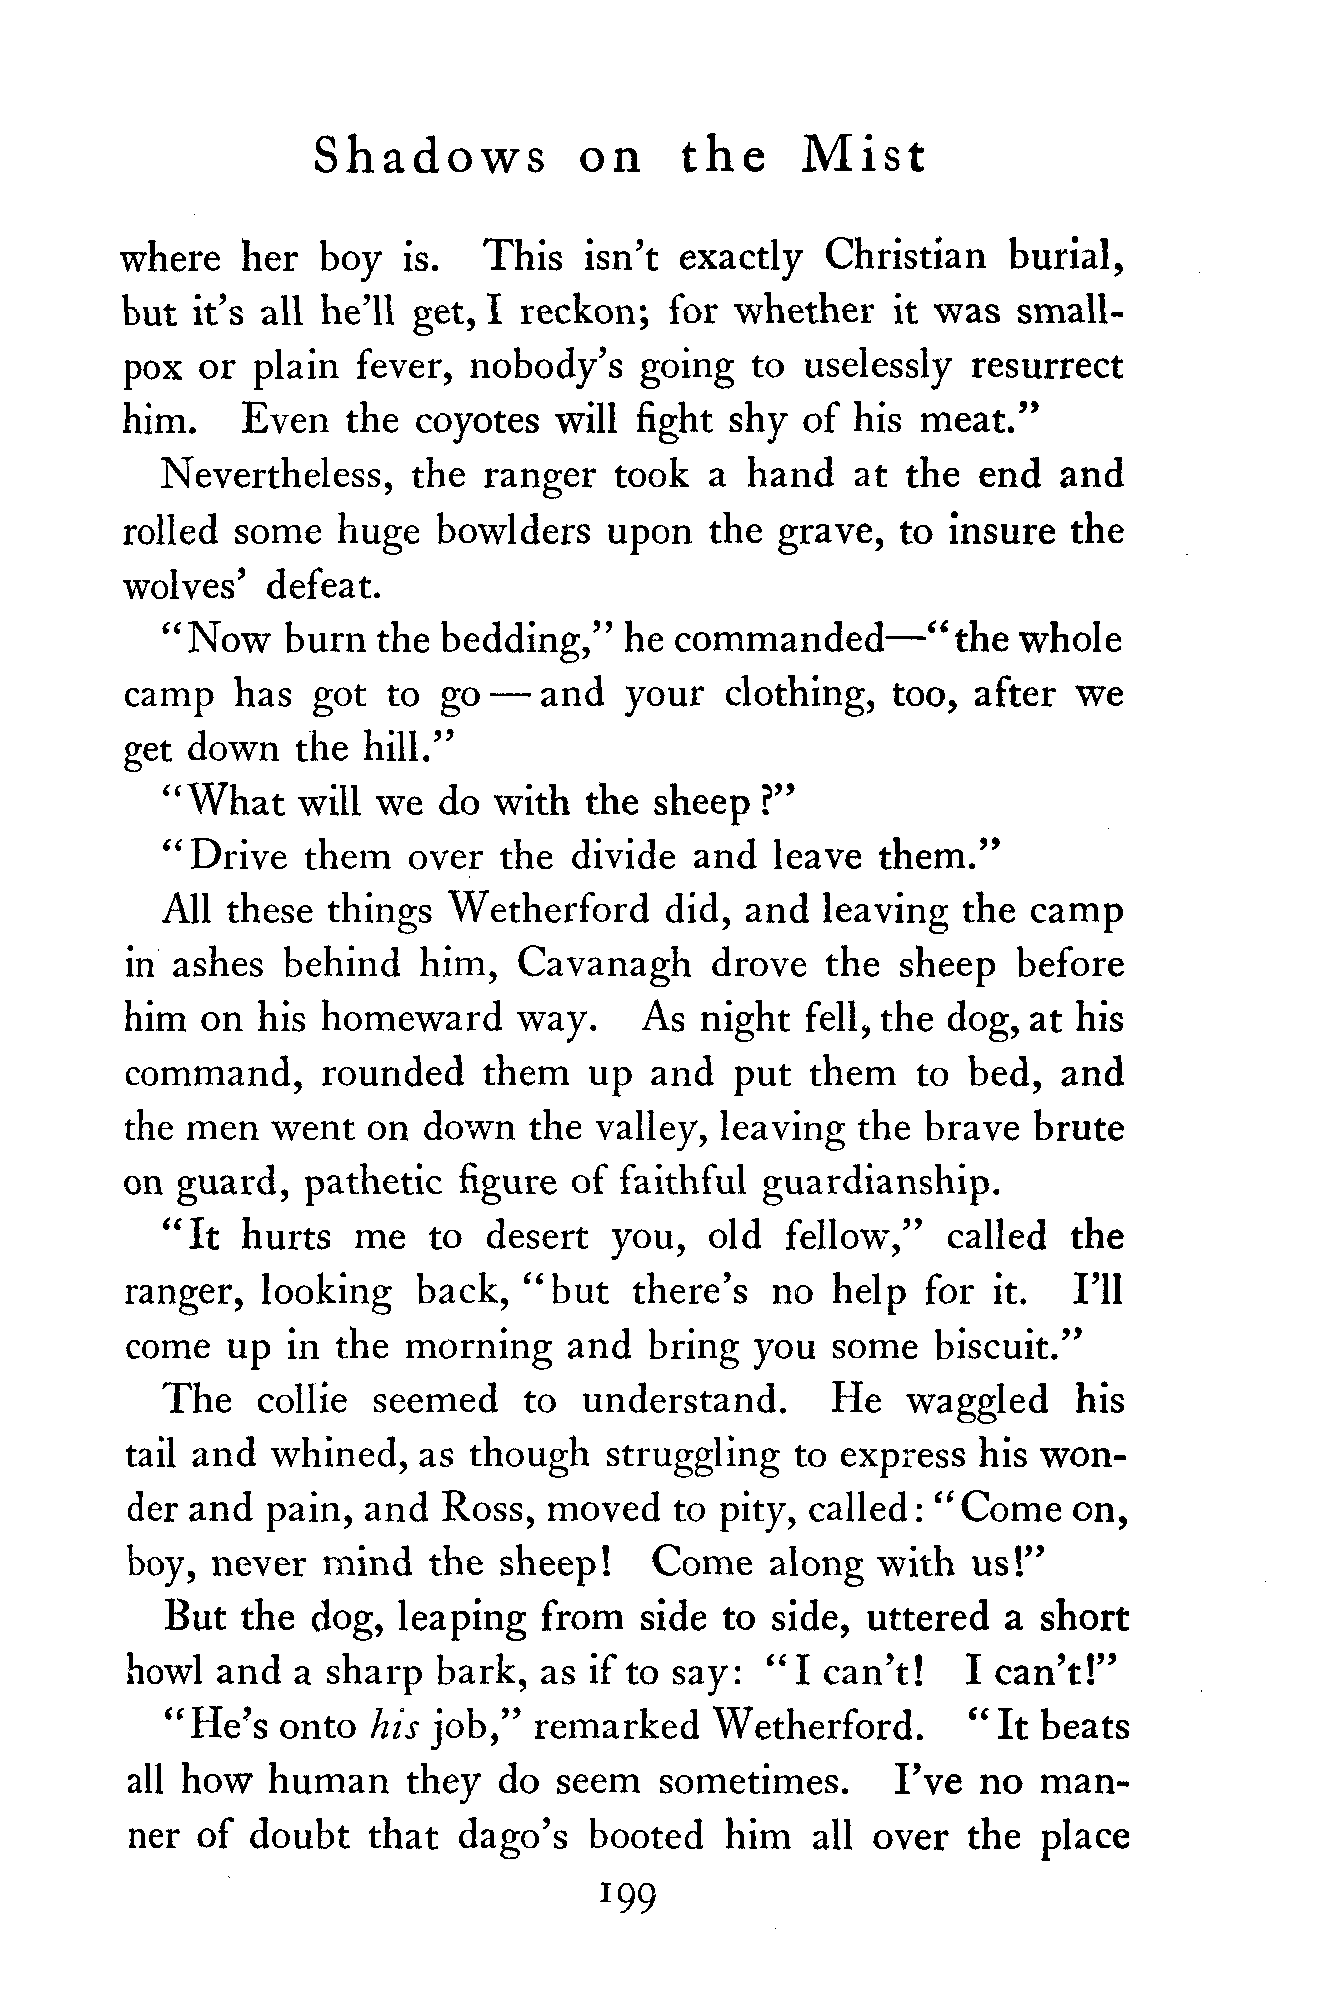 Shadows on the Mist
where her boy is. This isn't exactly Christian burial,
but it's all he'll get, I reckon; for whether it was small-
pox or plain fever, nobody's going to uselessly resurrect
him. Even the coyotes will fight shy of his meat."
Nevertheless, the ranger took a hand at the end and
rolled some huge bowlders upon the grave, to insure the
wolves' defeat.
"Now burn the bedding," he commanded—"the whole
camp has got to go—and your clothing, too, after we
get down the hill."
"What will we do with the sheep?"
"Drive them over the divide and leave them."
All these things Wetherford did, and leaving the camp
in ashes behind him, Cavanagh drove the sheep before
him on his homeward way. As night fell, the dog, at his
command, rounded them up and put them to bed, and
the men went on down the valley, leaving the brave brute
on guard, pathetic figure of faithful guardianship.
"It hurts me to desert you, old fellow," called the
ranger, looking back, "but there's no help for it. I'll
come up in the morning and bring you some biscuit."
The collie seemed to understand. He waggled his
tail and whined, as though struggling to express his won-
der and pain, and Ross, moved to pity, called: "Come on,
boy, never mind the sheep! Come along with us!"
But the dog, leaping from side to side, uttered a short
howl and a sharp bark, as if to say: "I can't! I can't!"
"He's onto his job," remarked Wetherford. "It beats
all how human they do seem sometimes. I've no man-
ner of doubt that dago's booted him all over the place
199